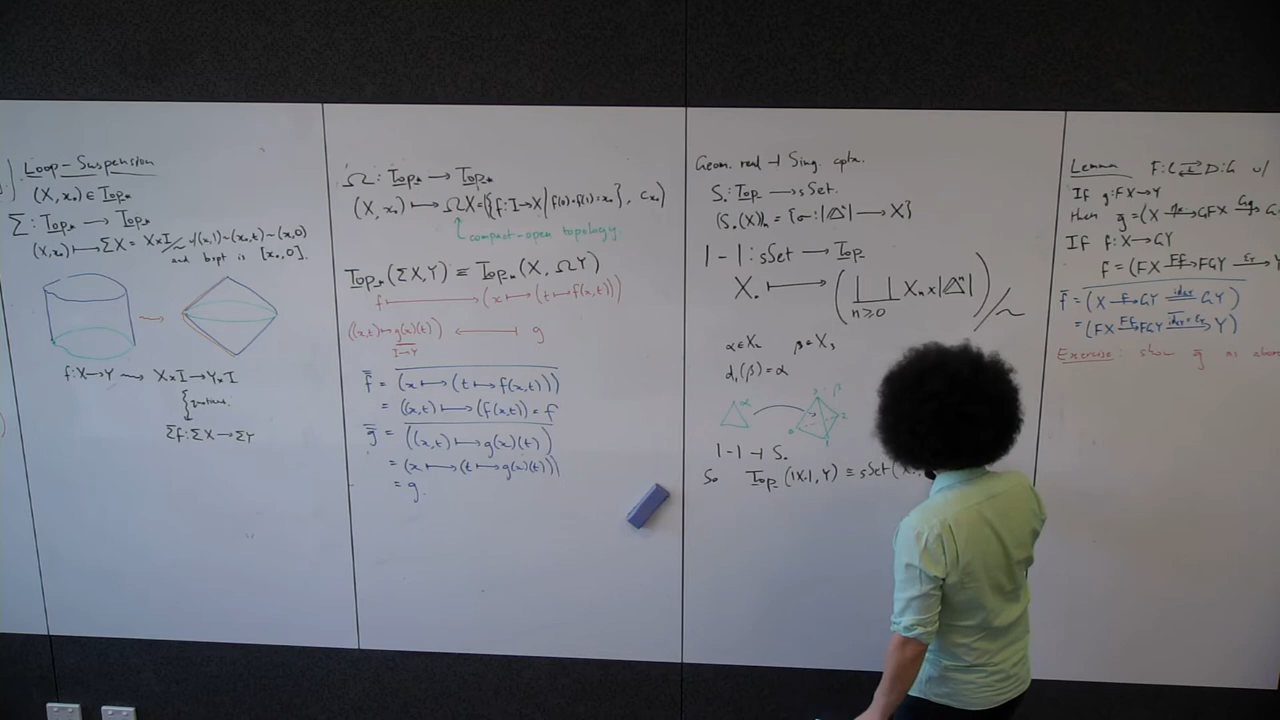 Loop-Suspension
(X, x₀) ∈ Top*
Σ : Top* → Top*
(X, x₀) ↦ ΣX = X×I/~ (x,1)~(x₀,t)~(x,0)
and bspt is [x₀, 0].
f: X → Y ⇝ X×I → Y×I
Σf : ΣX → ΣY
Ω : Top* → Top*
(X, x₀) ↦ ΩX = ({f: I → X | f(0)=f(1)=x₀}, c_x₀)
compact-open topology.
Top*(ΣX, Y) ≅ Top*(X, ΩY)
f ↦ (x ↦ (t ↦ f(x,t)))
((x,t) ↦ g(x)(t)) ↤ g
I → Y
f̿ = (x ↦ (t ↦ f(x,t)))
= ((x,t) ↦ (f(x,t)) = f
g̿ = ((x,t) ↦ g(x)(t))
= (x ↦ (t ↦ g(x)(t)))
= g.
Geom. real ⊣ Sing. cplx.
S. : Top → sSet.
(S.(X))ₙ = {σ : |Δⁿ| → X}
|-| : sSet → Top
X. ↦ (∐ Xₙ × |Δⁿ|)/~
n≥0
α ∈ X₂ β ∈ X₃
d₁(β) = α
α
β
|-| ⊣ S.
So Top(|X.|, Y) ≅ sSet(X.,
Lemma F: C ⇄ D : G w/
If g: FX → Y
then
If f: X → GY
f̄ = (FX → FGY → Y
Exercise: show ḡ as above